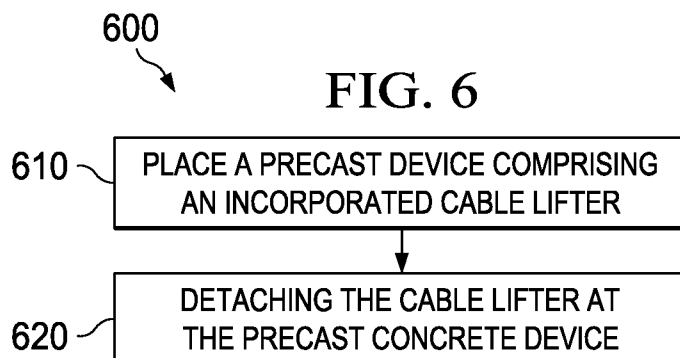 600
FIG. 6
610
PLACE A PRECAST DEVICE COMPRISING
AN INCORPORATED CABLE LIFTER
620
DETACHING THE CABLE LIFTER AT
THE PRECAST CONCRETE DEVICE